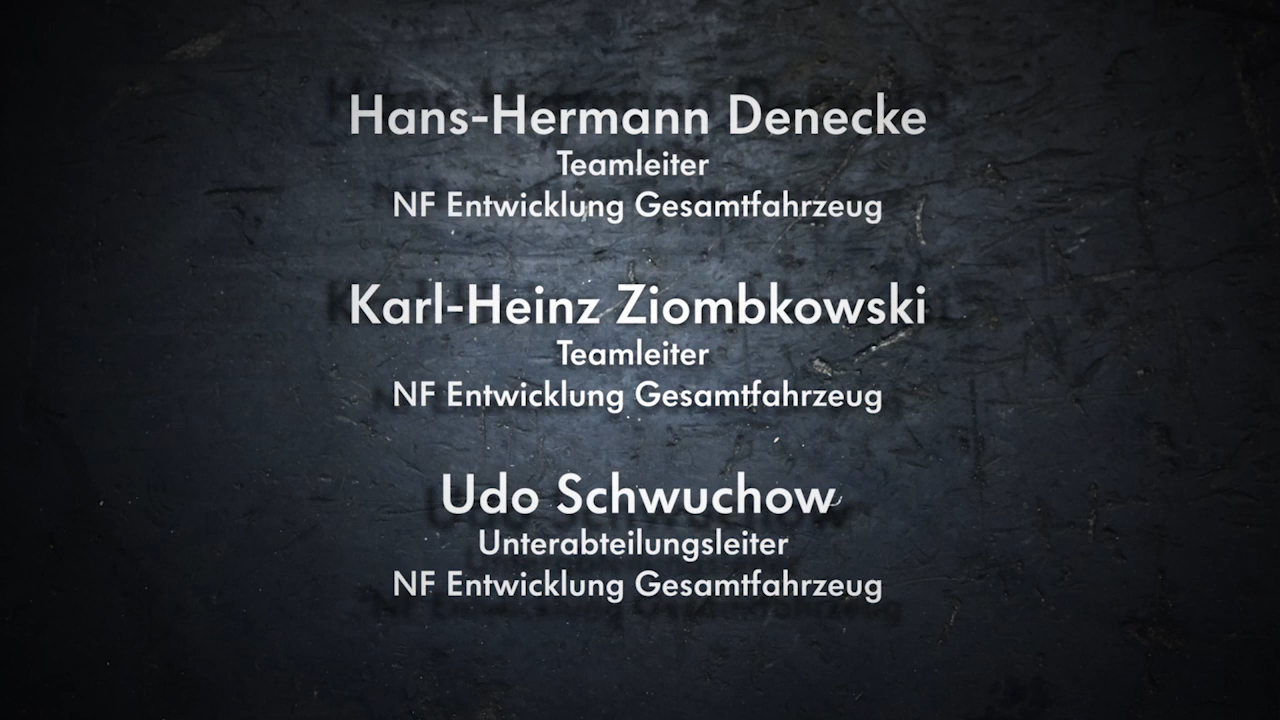 Hans-Hermann Denecke
Teamleiter
NF Entwicklung Gesamtfahrzeug
Karl-Heinz Ziombkowski
Teamleiter
NF Entwicklung Gesamtfahrzeug
Udo Schwuchow
Unterabteilungsleiter
NF Entwicklung Gesamtfahrzeug